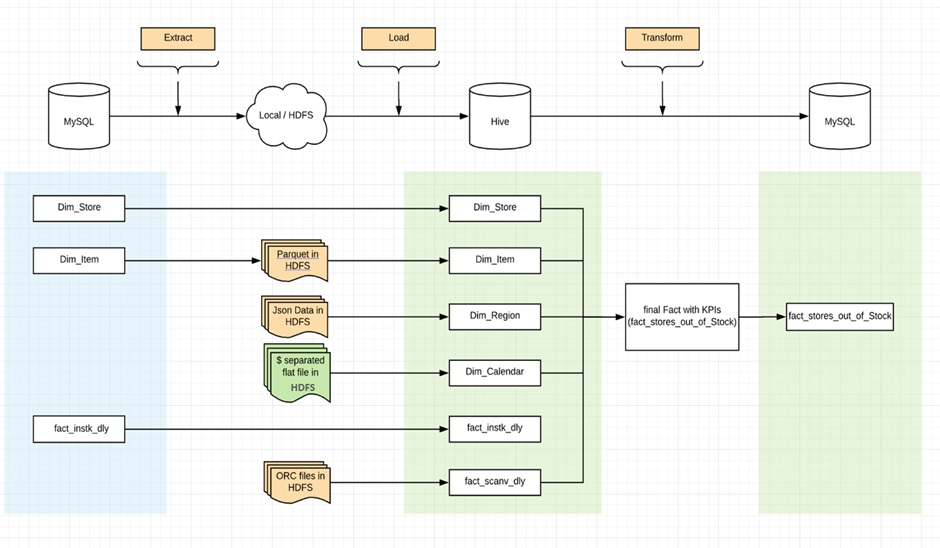 Extract
Load
Transform
MySQL
Local / HDFS
Hive
MySQL
Dim_Store
Dim_Store
Dim_Item
Parquet in
HDFS
Dim_Item
Json Data in
HDFS
Dim_Region
final Fact with KPIs
(fact_stores_out_of_Stock)
fact_stores_out_of_Stock
$ separated
flat file in
HDFS
Dim_Calendar
fact_instk_dly
fact_instk_dly
ORC files in
HDFS
fact_scanv_dly